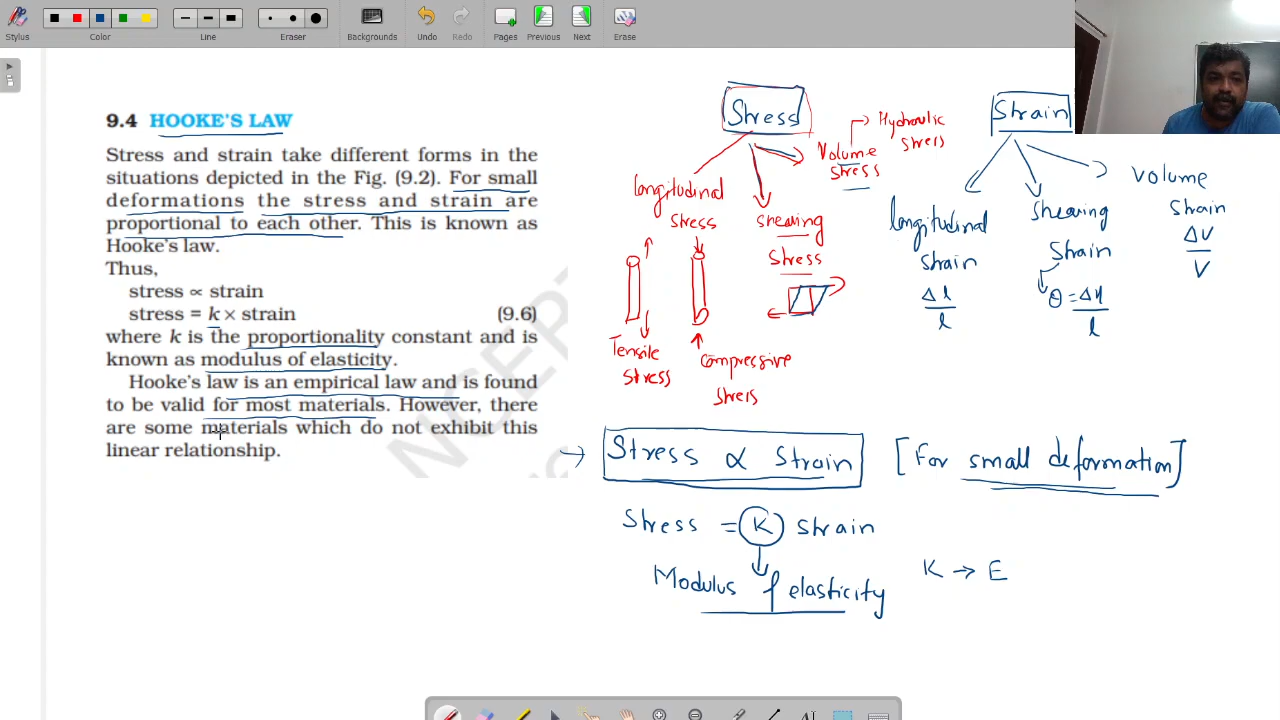 Stylus
Color
Line
Eraser
Backgrounds
Undo
Redo
Pages
Previous
Next
Erase
9.4 HOOKE'S LAW
Stress and strain take different forms in the
situations depicted in the Fig. (9.2). For small
deformations the stress and strain are
proportional to each other. This is known as
Hooke's law.
Thus,
stress ∝ strain
stress = k × strain (9.6)
where k is the proportionality constant and is
known as modulus of elasticity.
Hooke's law is an empirical law and is found
to be valid for most materials. However, there
are some materials which do not exhibit this
linear relationship.
Stress
Volume
stress
Hydraulic
stress
longitudinal
stress
shearing
stress
Tensile
stress
Compressive
stress
Strain
longitudinal
strain
Δl
l
shearing
strain
θ = Δx
l
volume
strain
ΔV
V
→ Stress ∝ Strain [For small deformation]
Stress = K strain
Modulus of elasticity
K → E